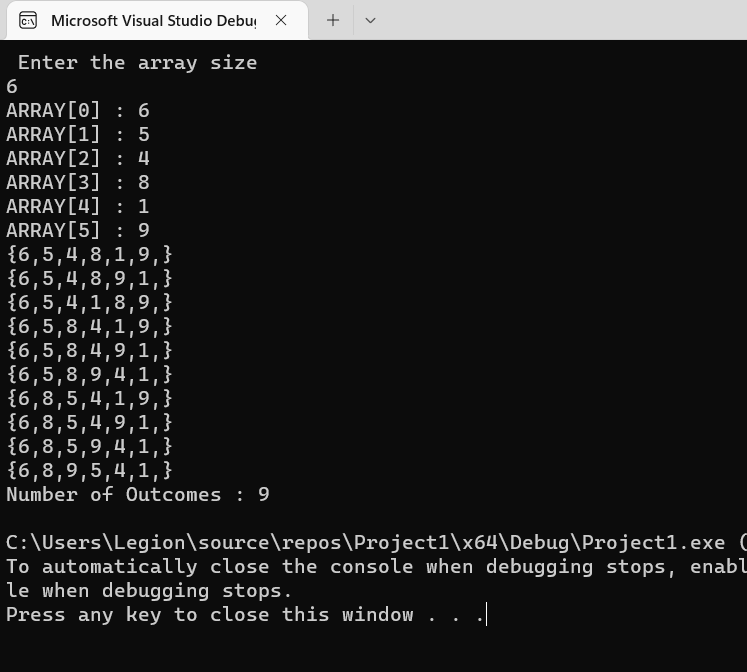 Microsoft Visual Studio Debu
Enter the array size
6
ARRAY[0] : 6
ARRAY[1] : 5
ARRAY[2] : 4
ARRAY[3] : 8
ARRAY[4] : 1
ARRAY[5] : 9
{6,5,4,8,1,9,}
{6,5,4,8,9,1,}
{6,5,4,1,8,9,}
{6,5,8,4,1,9,}
{6,5,8,4,9,1,}
{6,5,8,9,4,1,}
{6,8,5,4,1,9,}
{6,8,5,4,9,1,}
{6,8,5,9,4,1,}
{6,8,9,5,4,1,}
Number of Outcomes : 9
C:\Users\Legion\source\repos\Project1\x64\Debug\Project1.exe (
To automatically close the console when debugging stops, enabl
le when debugging stops.
Press any key to close this window . . .